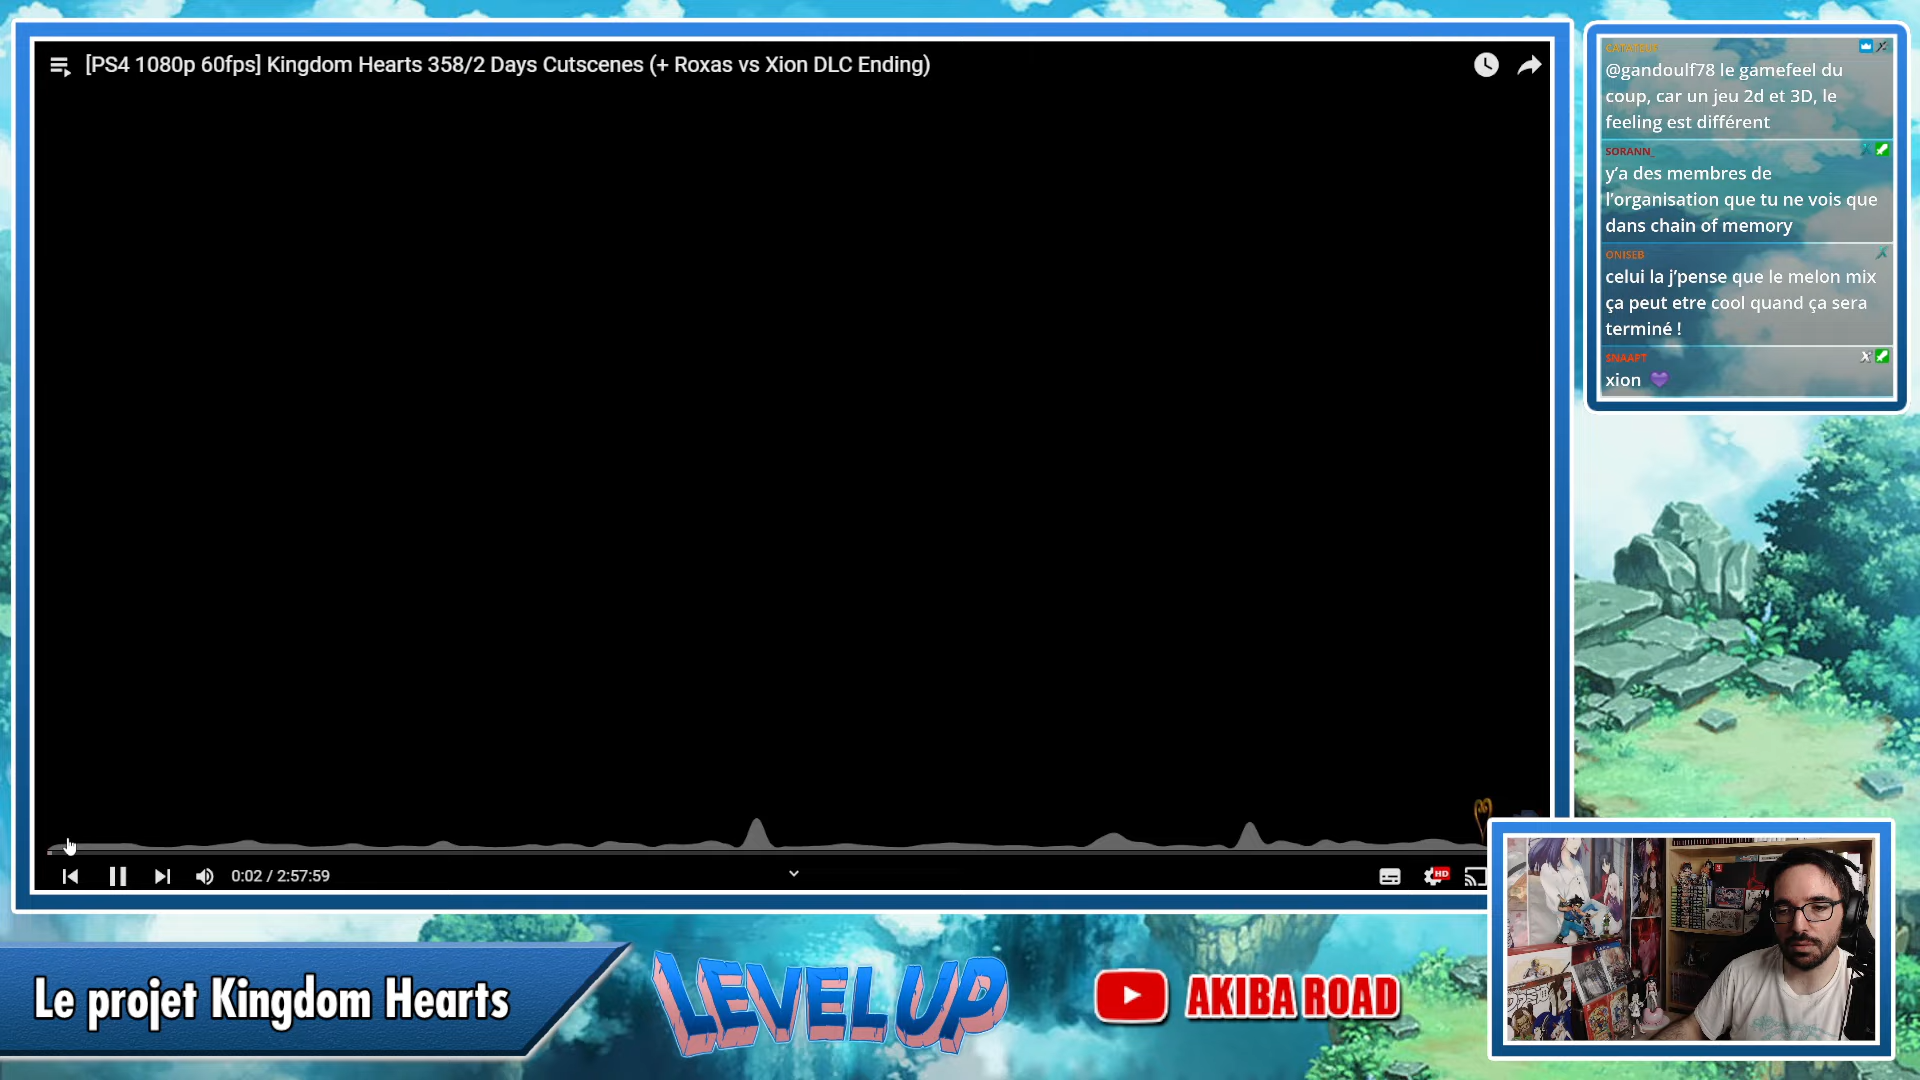 [PS4 1080p 60fps] Kingdom Hearts 358/2 Days Cutscenes (+ Roxas vs Xion DLC Ending)
@gandoulf78 le gamefeel du
coup, car un jeu 2d et 3D, le
feeling est différent
SORANN_
y'a des membres de
l'organisation que tu ne vois que
dans chain of memory
ONISEB
celui la j'pense que le melon mix
ça peut etre cool quand ça sera
terminé !
SNAAPT
xion 💜
0:02 / 2:57:59
HD
Le projet Kingdom Hearts
LEVEL UP
AKIBA ROAD